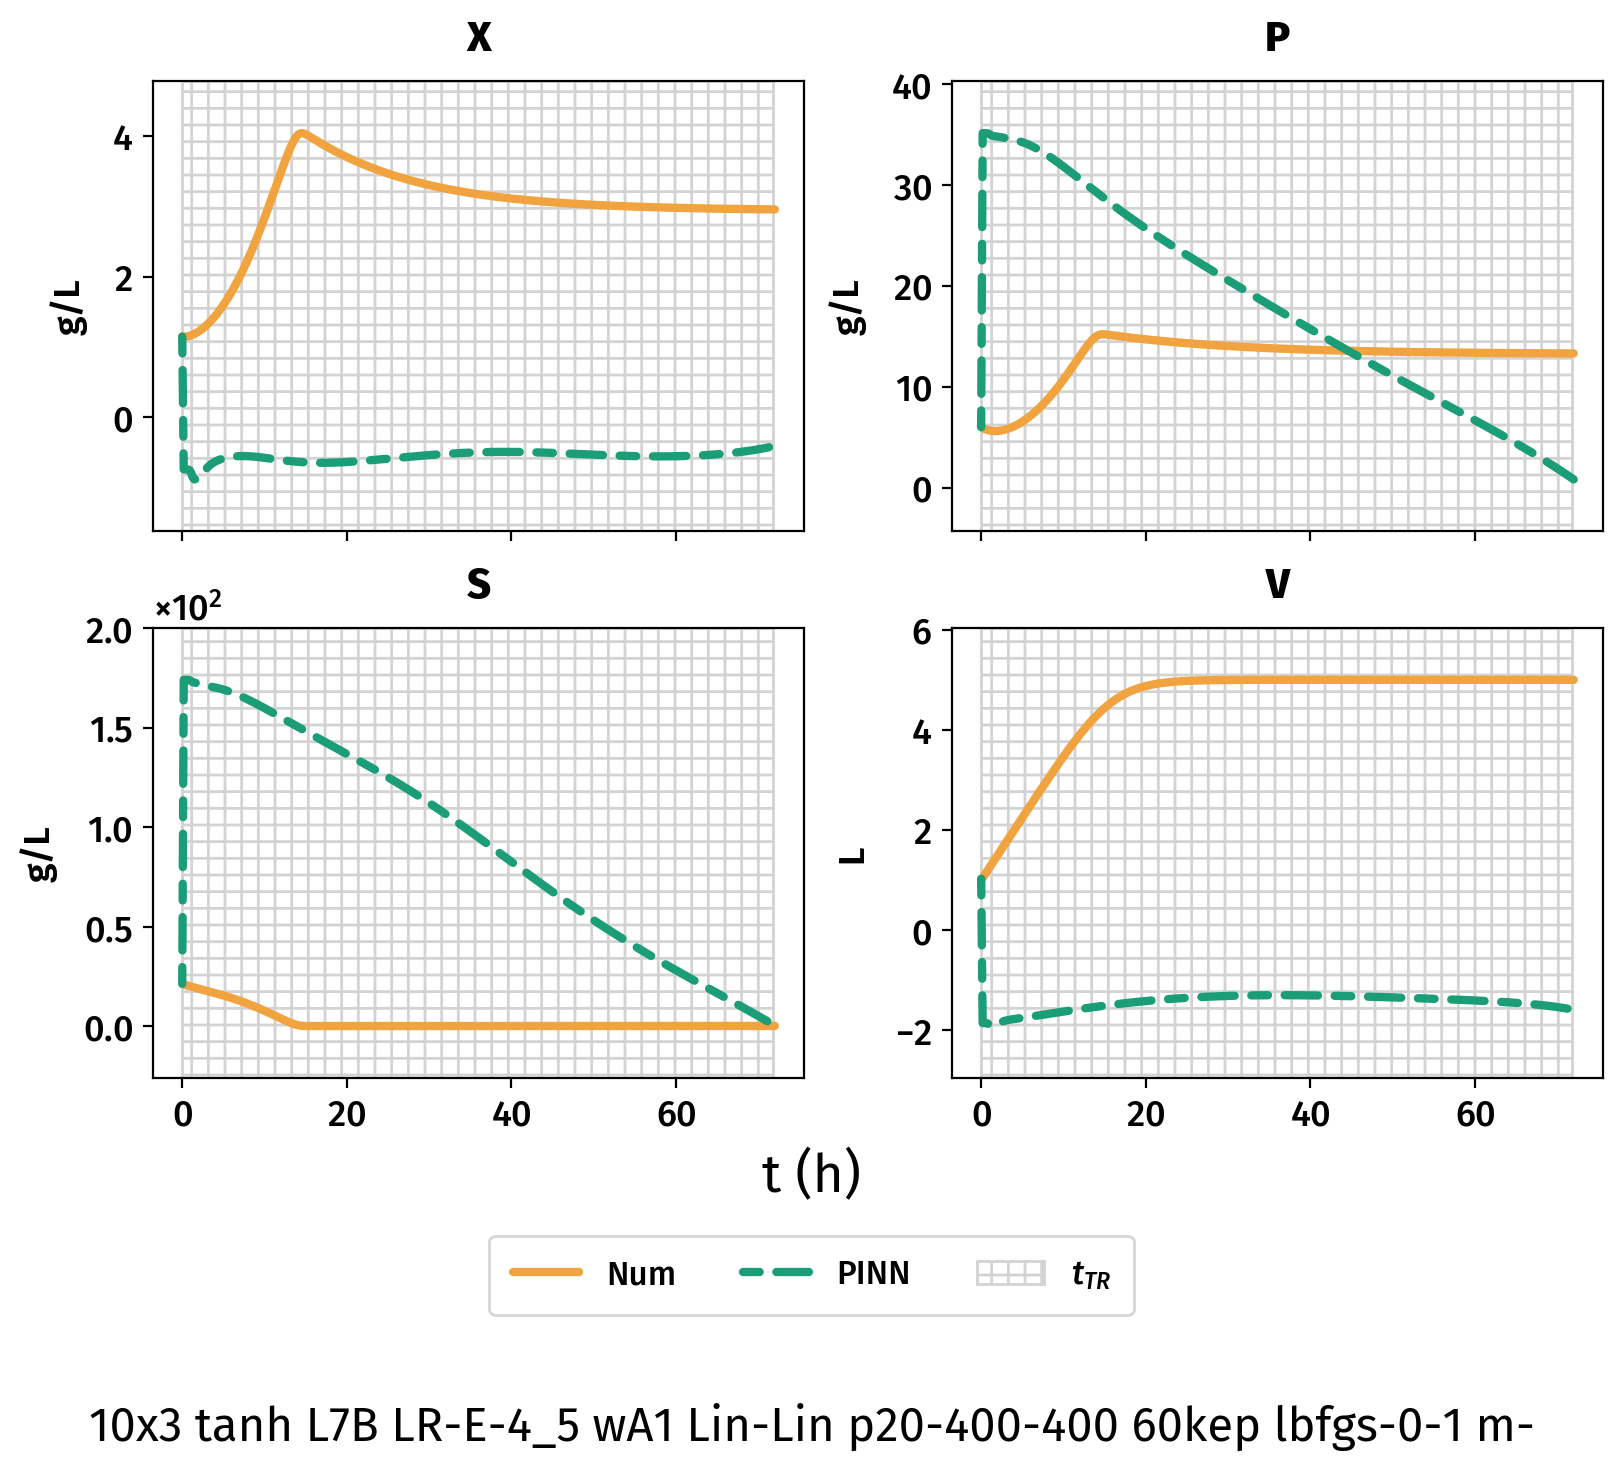 X
P
4
2
0
g/L
40
30
20
10
0
g/L
S
V
×10²
2.0
1.5
1.0
0.5
0.0
g/L
6
4
2
0
−2
L
0 20 40 60
0 20 40 60
t (h)
Num PINN t_TR
10x3 tanh L7B LR-E-4_5 wA1 Lin-Lin p20-400-400 60kep lbfgs-0-1 m-